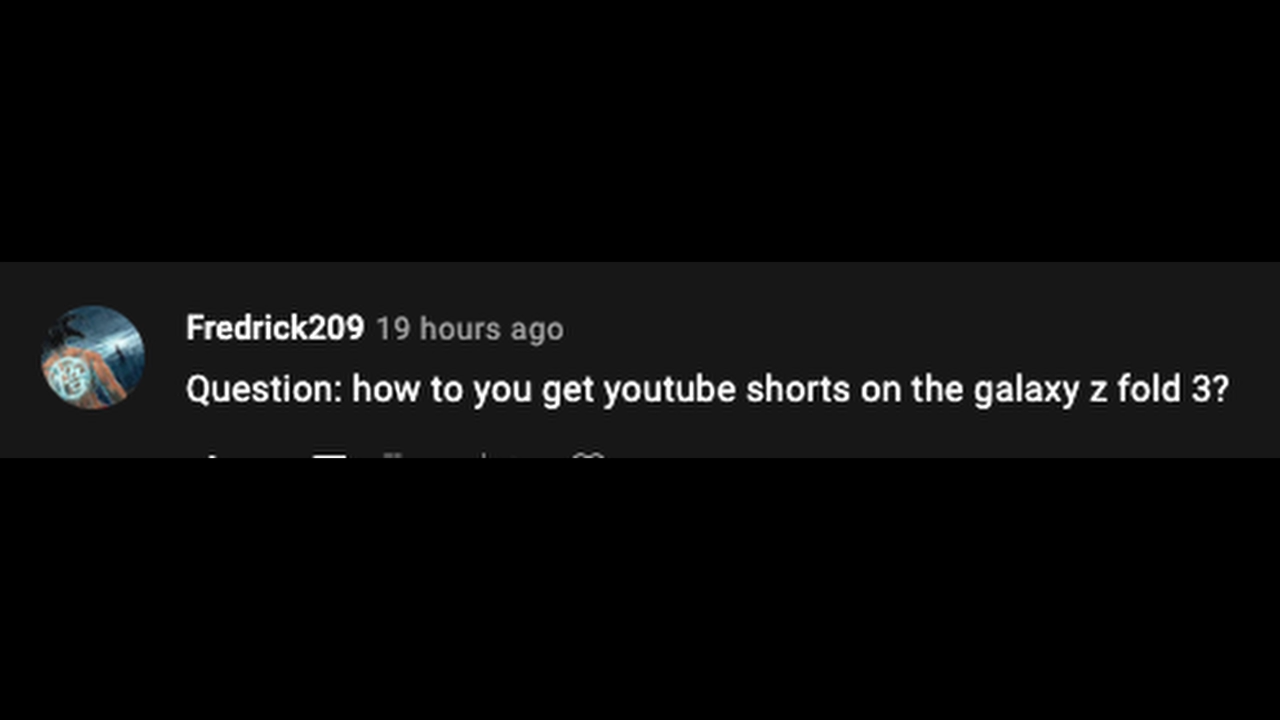 Fredrick209 19 hours ago
Question: how to you get youtube shorts on the galaxy z fold 3?